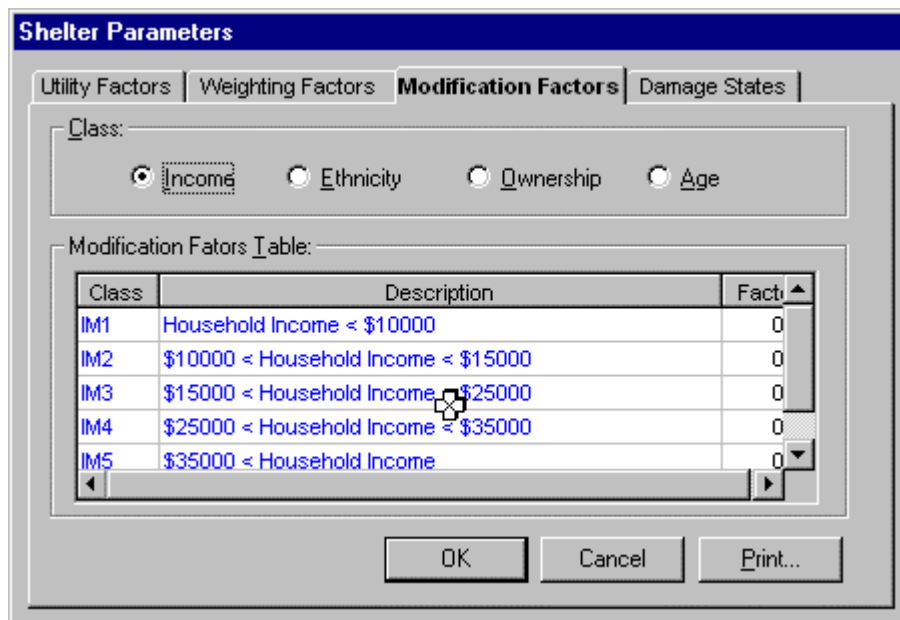 Shelter Parameters
Utility Factors Weighting Factors Modification Factors Damage States
Class:
Income Ethnicity Ownership Age
Modification Fators Table:
Class Description Facto
IM1 Household Income < $10000 0
IM2 $10000 < Household Income < $15000 0
IM3 $15000 < Household Income < $25000 0
IM4 $25000 < Household Income < $35000 0
IM5 $35000 < Household Income 0
OK Cancel Print...